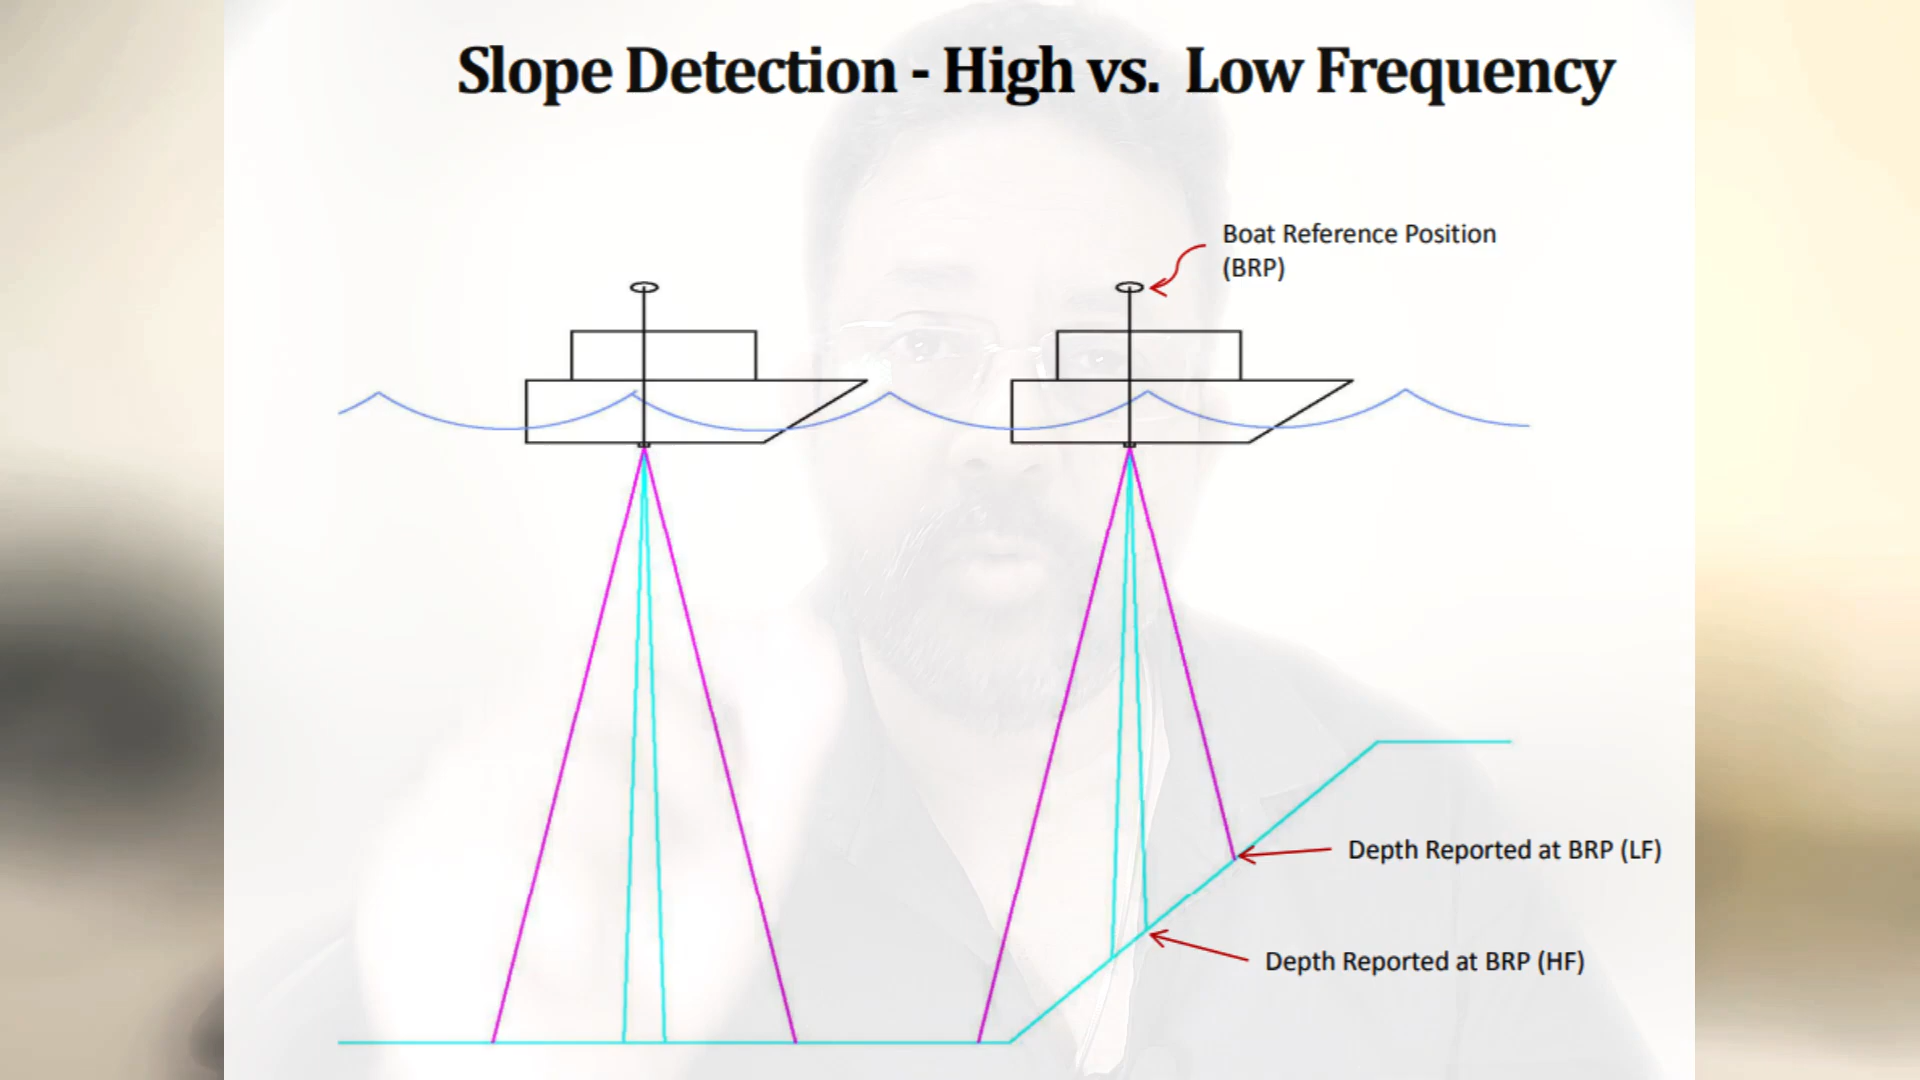 Slope Detection - High vs. Low Frequency
Boat Reference Position
(BRP)
Depth Reported at BRP (LF)
Depth Reported at BRP (HF)